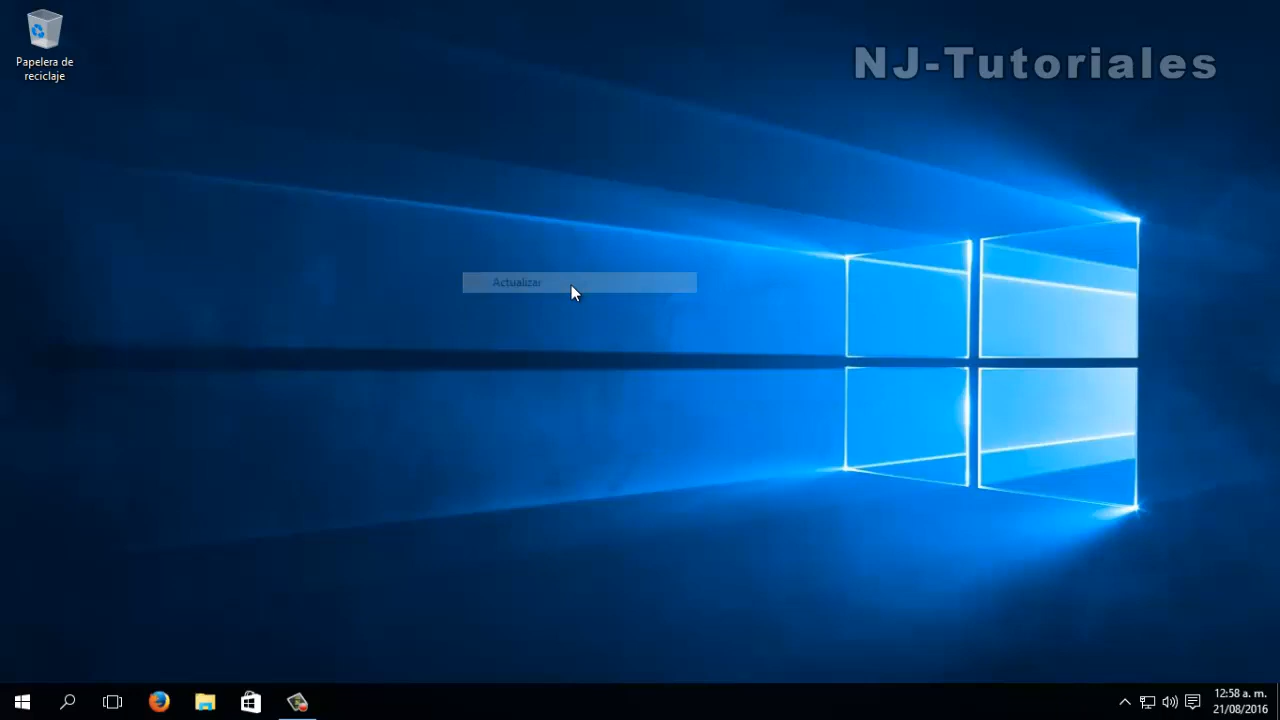 Papelera de
reciclaje
NJ-Tutoriales
Actualizar
12:58 a. m.
21/08/2016